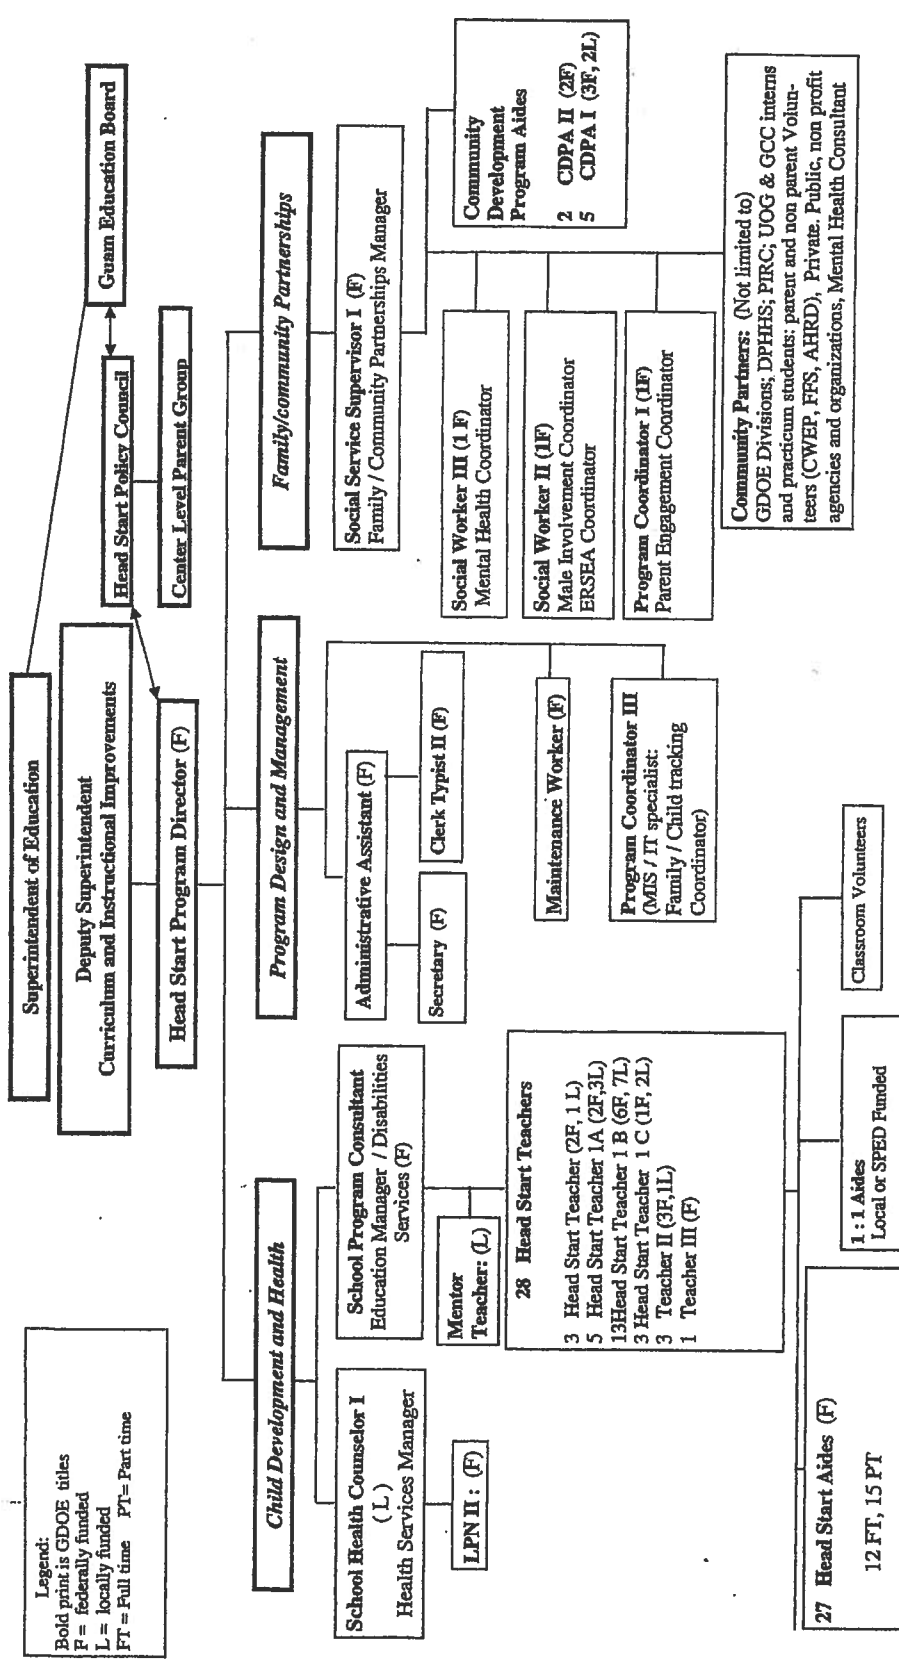 Superintendent of Education
Deputy Superintendent
Curriculum and Instructional Improvements
Head Start Program Director (F)
Guam Education Board
Head Start Policy Council
Center Level Parent Group
Legend:
Bold print is GDOE titles
F = federally funded
L = locally funded
FT = Full time PT= Part time
Child Development and Health
School Health Counselor I
( L )
Health Services Manager
LPN II : (F)
School Program Consultant
Education Manager / Disabilities
Services (F)
Mentor
Teacher: (L)
28 Head Start Teachers
3 Head Start Teacher (2F, 1 L)
5 Head Start Teacher 1A (2F,3L)
13Head Start Teacher 1 B (6F, 7L)
3 Head Start Teacher 1 C (1F, 2L)
3 Teacher II (3F,1L)
1 Teacher III (F)
27 Head Start Aides (F)
12 FT, 15 PT
1 : 1 Aides
Local or SPED Funded
Classroom Volunteers
Program Design and Management
Administrative Assistant (F)
Secretary (F)
Clerk Typist II (F)
Maintenance Worker (F)
Program Coordinator III
(MIS / IT specialist:
Family / Child tracking
Coordinator)
Family/community Partnerships
Social Service Supervisor I (F)
Family / Community Partnerships Manager
Social Worker III (1 F)
Mental Health Coordinator
Social Worker II (1F)
Male Involvement Coordinator
ERSEA Coordinator
Program Coordinator I (1F)
Parent Engagement Coordinator
Community
Development
Program Aides
2 CDPA II (2F)
5 CDPA I (3F, 2L)
Community Partners: (Not limited to)
GDOE Divisions; DPHHS; PIRC; UOG & GCC interns
and practicum students: parent and non parent Volun-
teers (CWEP, FFS, AHRD), Private. Public, non profit
agencies and organizations, Mental Health Consultant